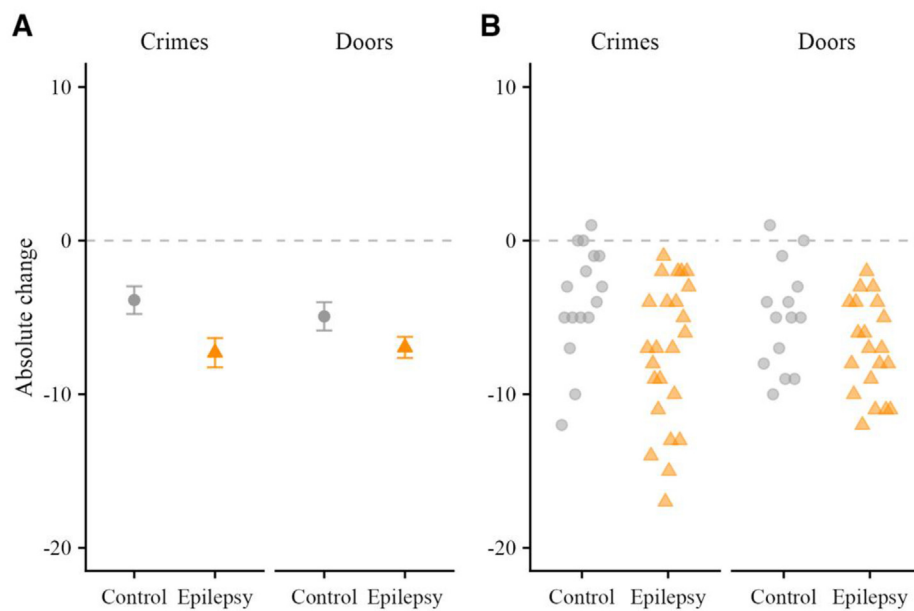 A
B
Crimes
Doors
Crimes
Doors
Absolute change
10
0
-10
-20
10
0
-10
-20
Control
Epilepsy
Control
Epilepsy
Control
Epilepsy
Control
Epilepsy